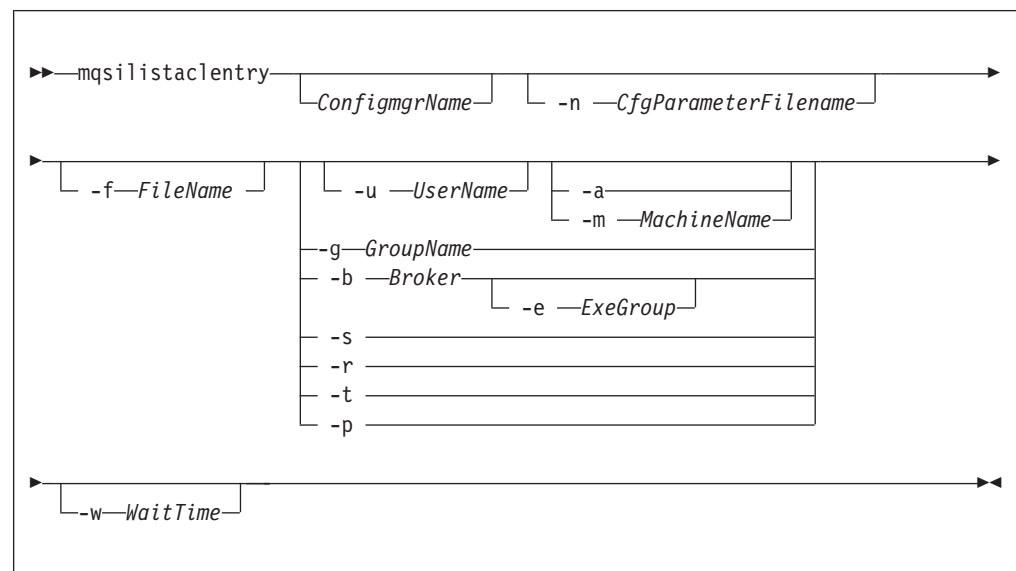 mqsilistaclentry
ConfigmgrName -n CfgParameterFilename
-f FileName -u UserName -a
-m MachineName
-g GroupName
-b Broker
-e ExeGroup
-s
-r
-t
-p
-w WaitTime